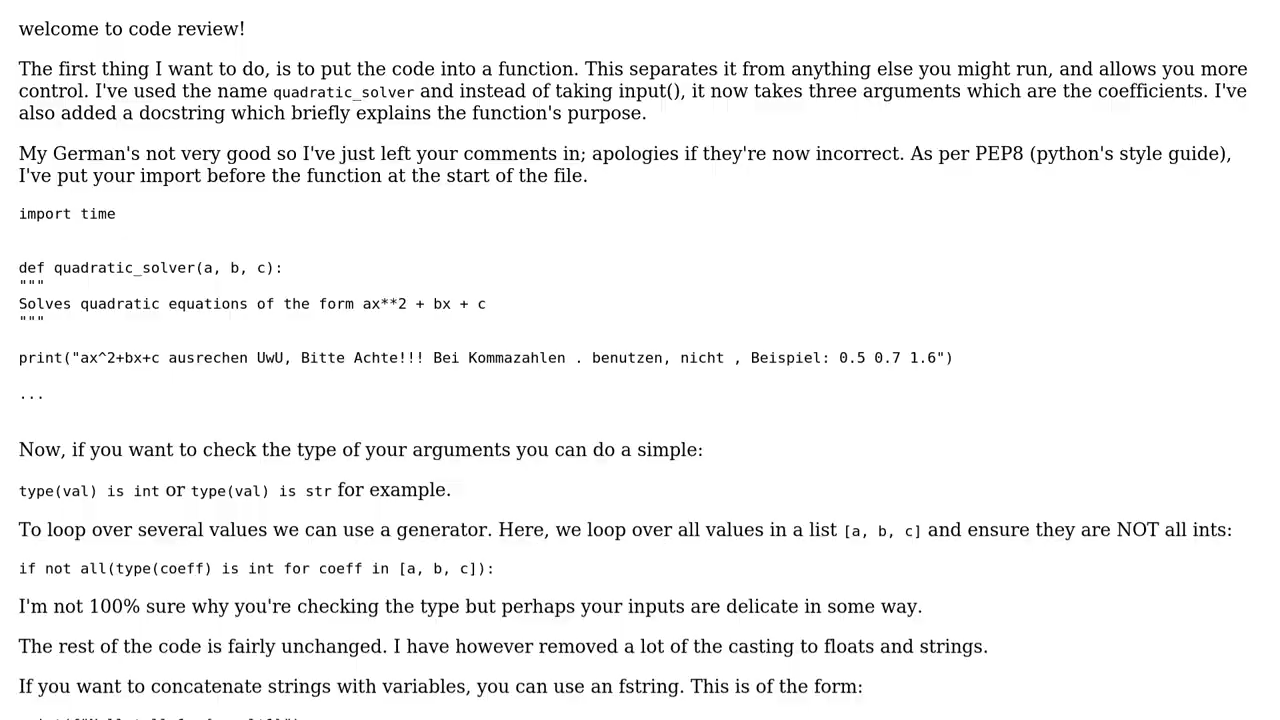 welcome to code review!
The first thing I want to do, is to put the code into a function. This separates it from anything else you might run, and allows you more
control. I've used the name quadratic_solver and instead of taking input(), it now takes three arguments which are the coefficients. I've
also added a docstring which briefly explains the function's purpose.
My German's not very good so I've just left your comments in; apologies if they're now incorrect. As per PEP8 (python's style guide),
I've put your import before the function at the start of the file.
import time
def quadratic_solver(a, b, c):
"""
Solves quadratic equations of the form ax**2 + bx + c
"""
print("ax^2+bx+c ausrechen UwU, Bitte Achte!!! Bei Kommazahlen . benutzen, nicht , Beispiel: 0.5 0.7 1.6")
...
Now, if you want to check the type of your arguments you can do a simple:
type(val) is int or type(val) is str for example.
To loop over several values we can use a generator. Here, we loop over all values in a list [a, b, c] and ensure they are NOT all ints:
if not all(type(coeff) is int for coeff in [a, b, c]):
I'm not 100% sure why you're checking the type but perhaps your inputs are delicate in some way.
The rest of the code is fairly unchanged. I have however removed a lot of the casting to floats and strings.
If you want to concatenate strings with variables, you can use an fstring. This is of the form: